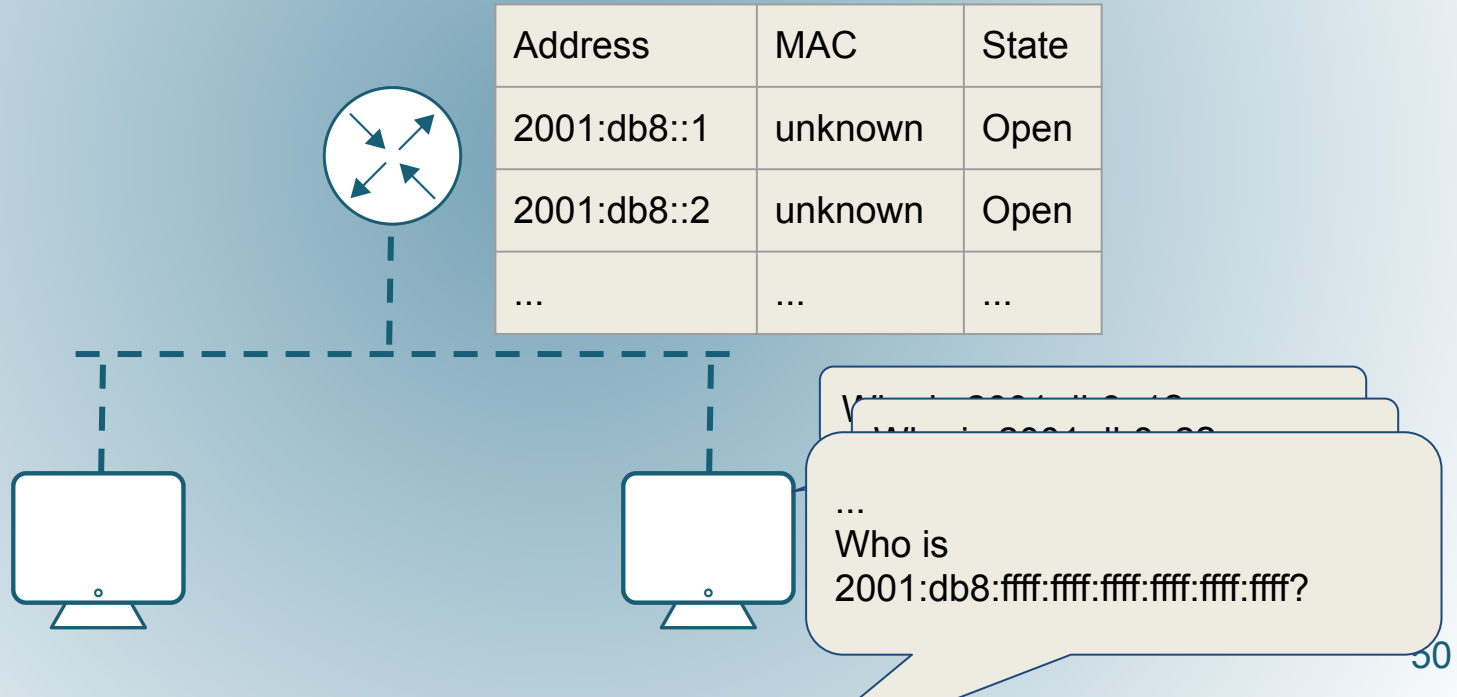 Address MAC State
2001:db8::1 unknown Open
2001:db8::2 unknown Open
... ... ...
...
Who is
2001:db8:ffff:ffff:ffff:ffff:ffff:ffff?
50